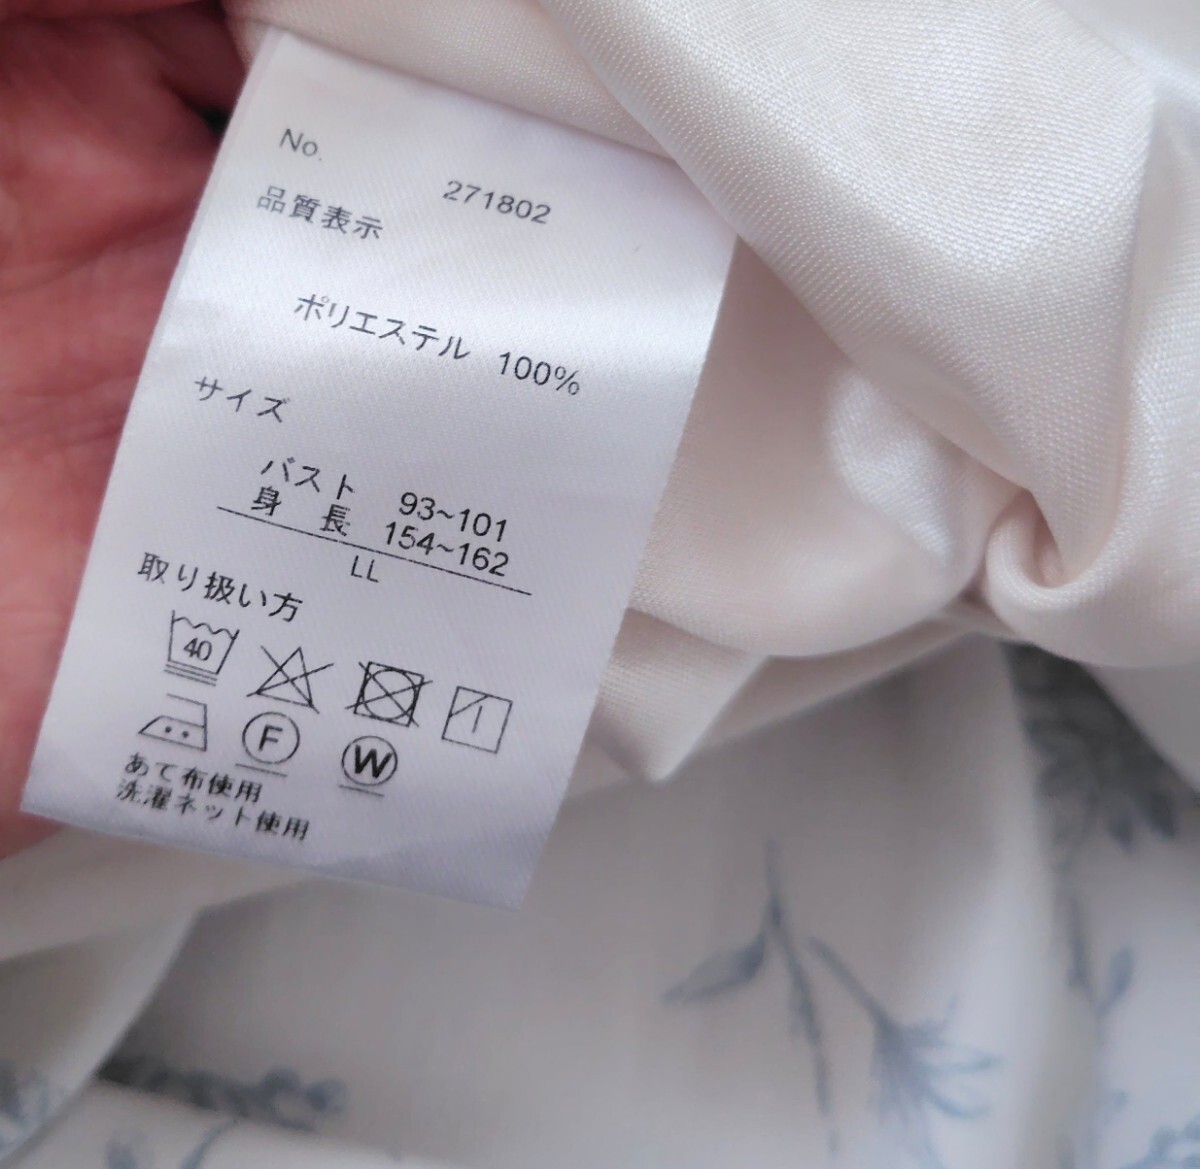 No.
271802
品質表示
ポリエステル 100%
サイズ
バスト 93~101
身 長 154~162
LL
取り扱い方
40
F
W
あて布使用
洗濯ネット使用